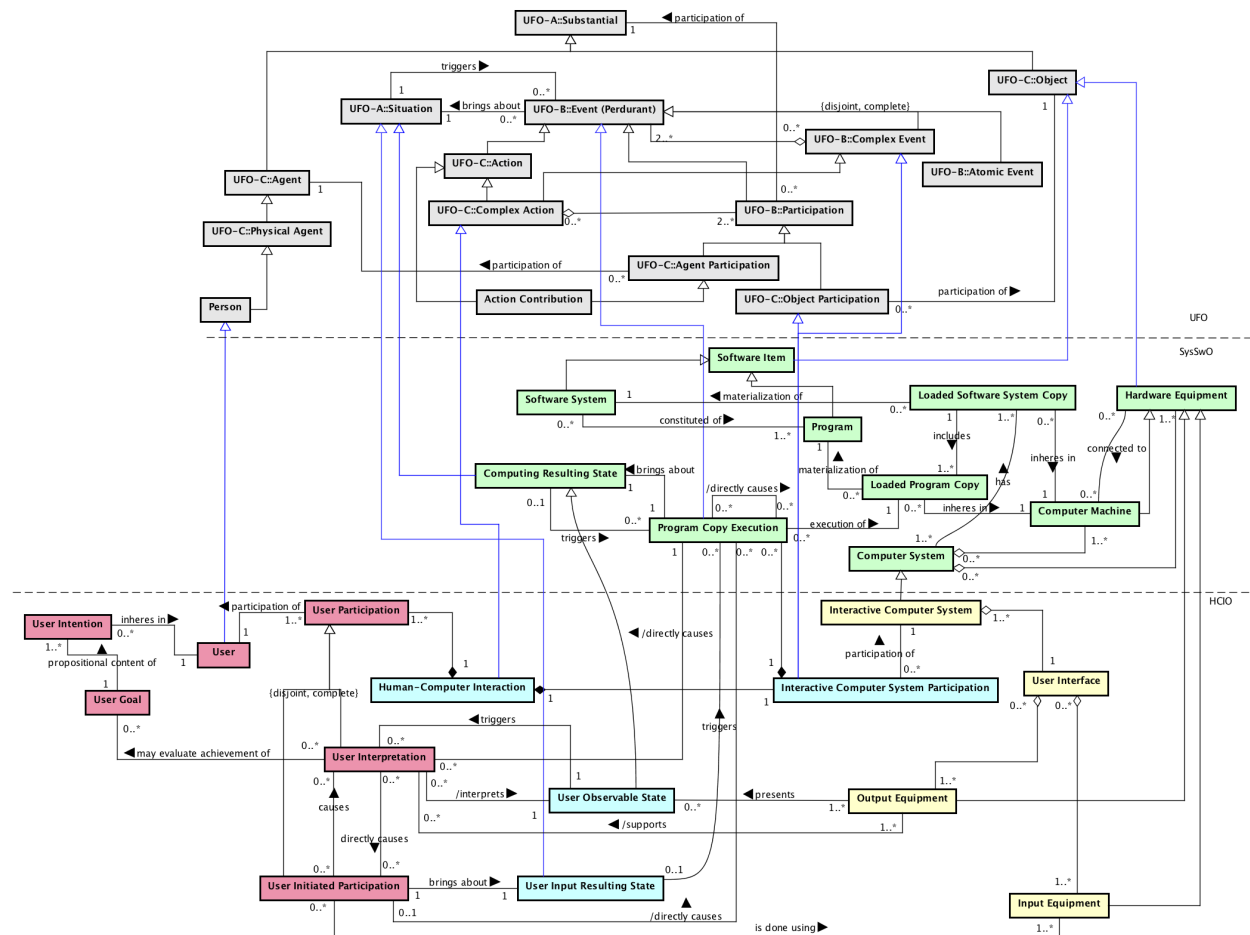 UFO-A::Substantial
1
participation of
triggers
UFO-C::Object
1
0..*
1
UFO-A::Situation
brings about
1
0..*
UFO-B::Event (Perdurant)
{disjoint, complete}
0..*
2..*
UFO-B::Complex Event
UFO-C::Action
UFO-B::Atomic Event
UFO-C::Agent
1
0..*
UFO-C::Complex Action
0..*
2..*
UFO-B::Participation
UFO-C::Physical Agent
participation of
0..*
UFO-C::Agent Participation
Person
Action Contribution
UFO-C::Object Participation
participation of
0..*
UFO
SysSwO
Software Item
Software System
1
materialization of
0..*
Loaded Software System Copy
Hardware Equipment
0..*
constituted of
1..*
Program
1
1
1..*
0..*
0..*
1..*
includes
connected to
inheres in
Computing Resulting State
brings about
1
1
materialization of
0..*
1..*
Loaded Program Copy
has
0..1
0..*
/directly causes
0..*
0..*
1
0..*
inheres in
1
1
0..*
Computer Machine
Program Copy Execution
execution of
0..*
triggers
1
0..*
0..*
0..*
1..*
1..*
Computer System
0..*
0..*
HCIO
User Intention
inheres in
0..*
participation of
1..*
User Participation
1..*
Interactive Computer System
1..*
1..*
1
1
User
/directly causes
1
participation of
propositional content of
1
1
1
0..*
1
User Goal
{disjoint, complete}
Human-Computer Interaction
1
Interactive Computer System Participation
User Interface
0..*
0..*
0..*
triggers
triggers
may evaluate achievement of
0..*
0..*
User Interpretation
0..*
0..*
0..*
0..*
1
/interprets
User Observable State
0..*
presents
1..*
1..*
Output Equipment
causes
0..*
1
/supports
1..*
directly causes
0..*
0..*
0..1
1..*
User Initiated Participation
brings about
1
1
User Input Resulting State
Input Equipment
0..*
0..1
/directly causes
is done using
1..*